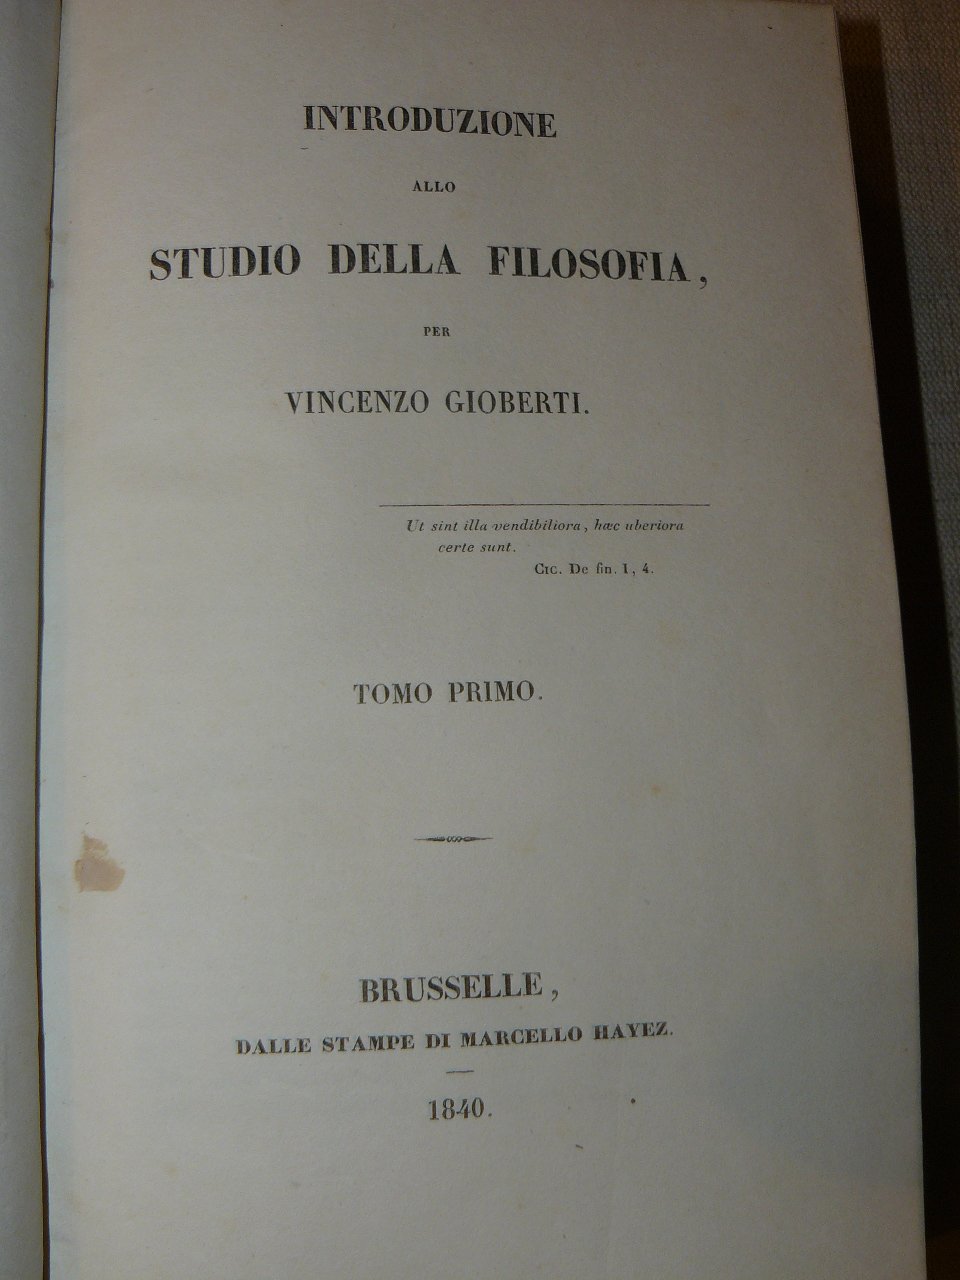 INTRODUZIONE
ALLO
STUDIO DELLA FILOSOFIA,
PER
VINCENZO GIOBERTI.
Ut sint illa vendibiliora, hæc uberiora
certe sunt.
CIC. De fin. I, 4.
TOMO PRIMO.
BRUSSELLE,
DALLE STAMPE DI MARCELLO HAYEZ.
1840.